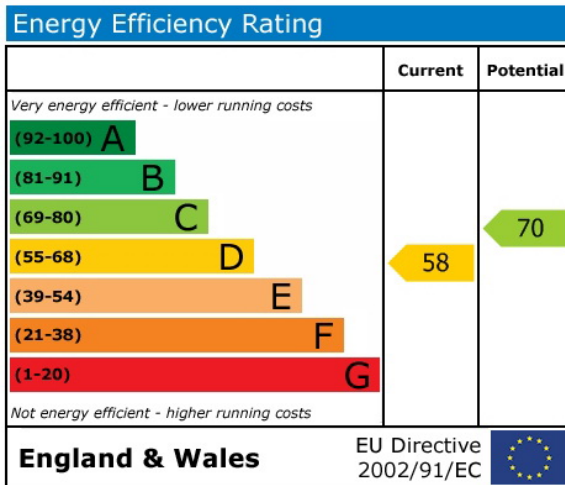 Energy Efficiency Rating
Current Potential
Very energy efficient - lower running costs
(92-100) A
(81-91) B
(69-80) C
70
(55-68) D
58
(39-54) E
(21-38) F
(1-20) G
Not energy efficient - higher running costs
England & Wales
EU Directive
2002/91/EC